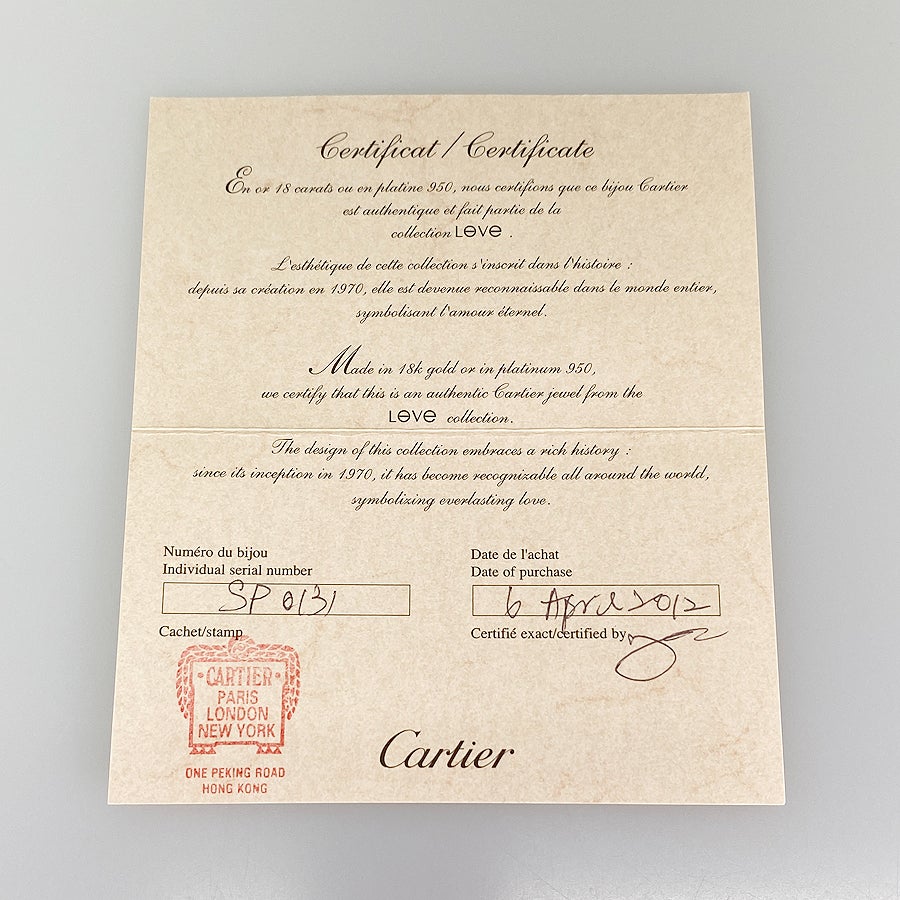 Certificat / Certificate
En or 18 carats ou en platine 950, nous certifions que ce bijou Cartier
est authentique et fait partie de la
collection LOVE .
L'esthétique de cette collection s'inscrit dans l'histoire :
depuis sa création en 1970, elle est devenue reconnaissable dans le monde entier,
symbolisant l'amour éternel.
Made in 18k gold or in platinum 950,
we certify that this is an authentic Cartier jewel from the
LOVE collection.
The design of this collection embraces a rich history :
since its inception in 1970, it has become recognizable all around the world,
symbolizing everlasting love.
Numéro du bijou
Individual serial number
SP 0131
Date de l'achat
Date of purchase
6 April 2012
Cachet/stamp
Certifié exact/certified by
·CARTIER·
PARIS
LONDON
NEW YORK
ONE PEKING ROAD
HONG KONG
Cartier